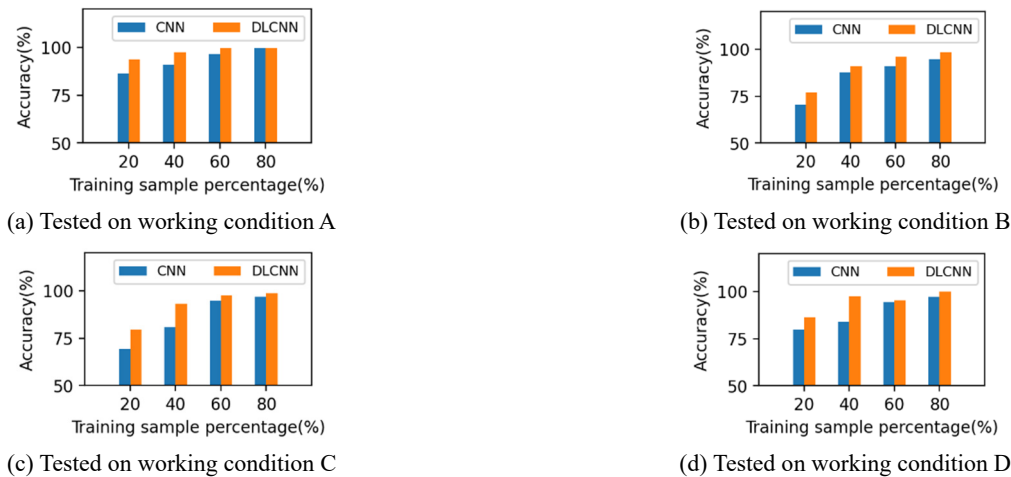 CNN DLCNN
Accuracy(%)
100
75
50
20 40 60 80
Training sample percentage(%)
(a) Tested on working condition A
CNN DLCNN
Accuracy(%)
100
75
50
20 40 60 80
Training sample percentage(%)
(b) Tested on working condition B
CNN DLCNN
Accuracy(%)
100
75
50
20 40 60 80
Training sample percentage(%)
(c) Tested on working condition C
CNN DLCNN
Accuracy(%)
100
75
50
20 40 60 80
Training sample percentage(%)
(d) Tested on working condition D